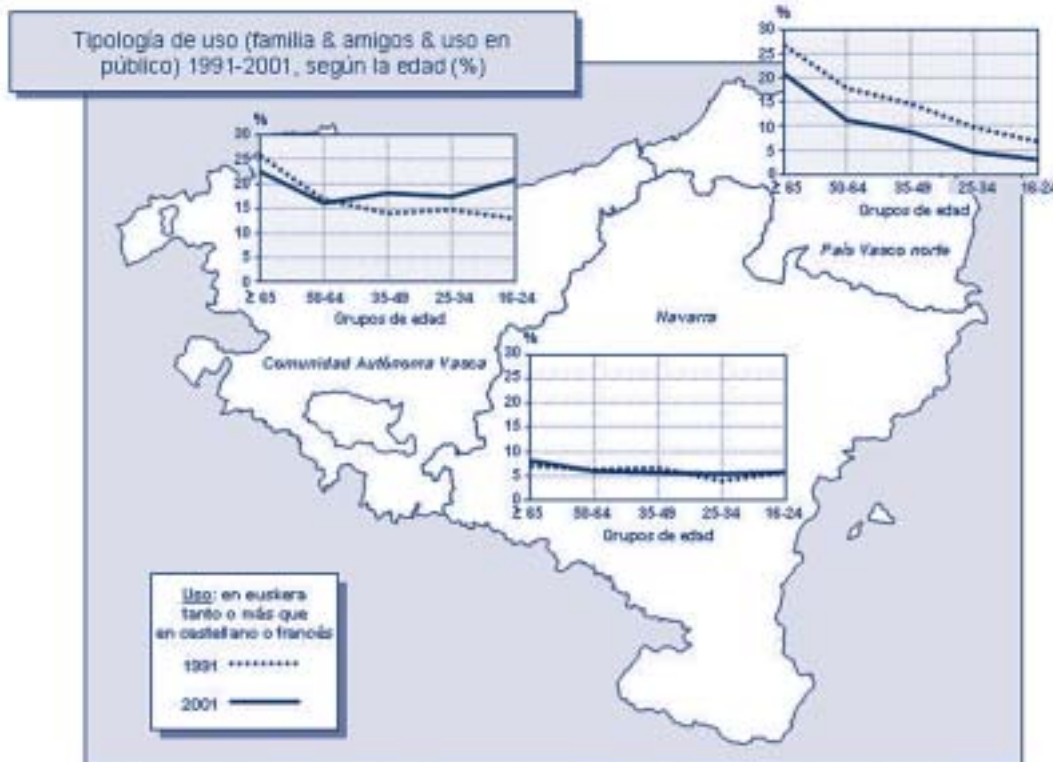 Tipología de uso (familia & amigos & uso en
público) 1991-2001, según la edad (%)
%
30
25
20
15
10
5
0
≥ 65 50-64 35-49 25-34 16-24
Grupos de edad
País Vasco norte
%
30
25
20
15
10
5
0
≥ 65 50-64 35-49 25-34 16-24
Grupos de edad
Comunidad Autónoma Vasca
Navarra
%
30
25
20
15
10
5
0
≥ 65 50-64 35-49 25-34 16-24
Grupos de edad
Uso: en euskera
tanto o más que
en castellano o francés
1991
2001